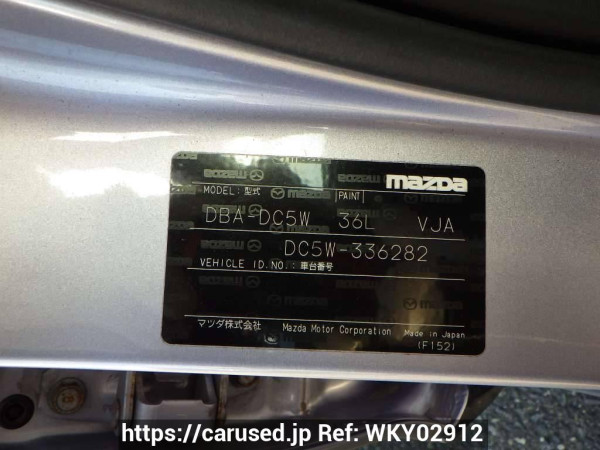 mazda
MODEL: 型式 mazda PAINT
DBA-DC5W 36L VJA
DC5W-336282
VEHICLE ID.NO.: 車台番号
マツダ株式会社 Mazda Motor Corporation Made in Japan
(F152)
https://carused.jp Ref: WKY02912